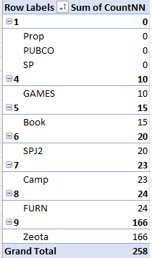 Row Labels Sum of CountNN
1 0
Prop 0
PUBCO 0
SP 0
4 10
GAMES 10
5 15
Book 15
6 20
SPJ2 20
7 23
Camp 23
8 24
FURN 24
9 166
Zeota 166
Grand Total 258